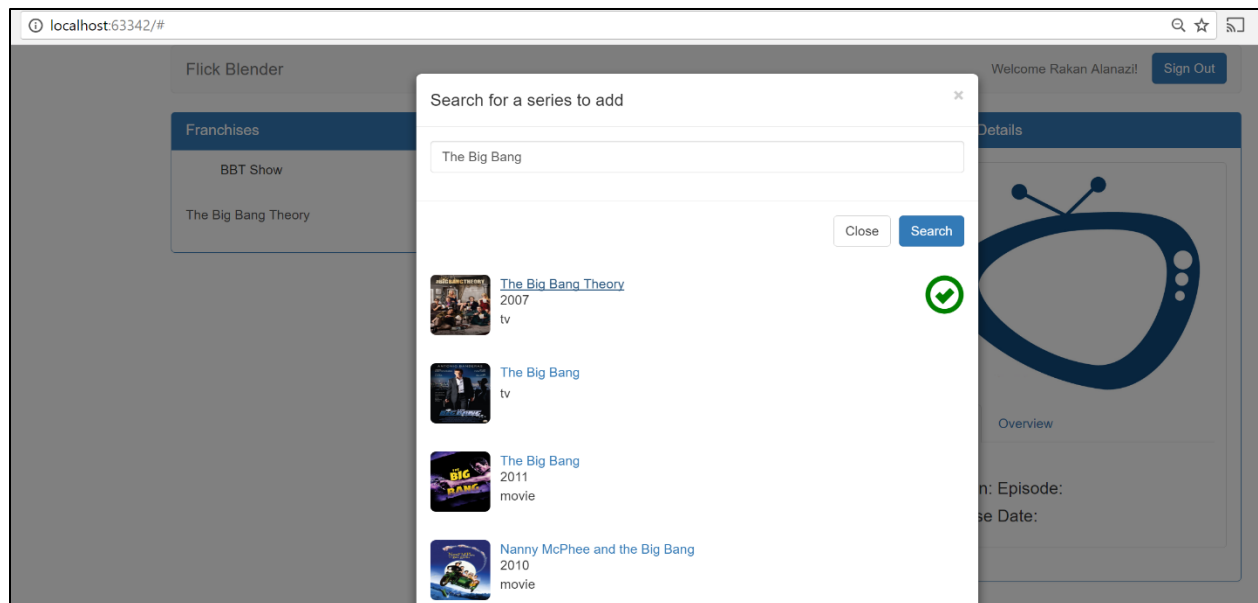 localhost:63342/#
Flick Blender
Welcome Rakan Alanazi!
Sign Out
Franchises
BBT Show
The Big Bang Theory
Search for a series to add
×
The Big Bang
Close
Search
The Big Bang Theory
2007
tv
The Big Bang
tv
The Big Bang
2011
movie
Nanny McPhee and the Big Bang
2010
movie
Details
Overview
n: Episode:
se Date: